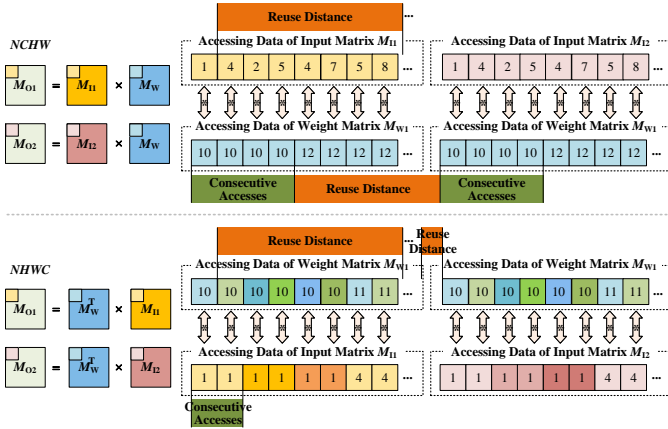 Reuse Distance ...
NCHW
Accessing Data of Input Matrix M_I1
Accessing Data of Input Matrix M_I2
1 4 2 5 4 7 5 8 ...
1 4 2 5 4 7 5 8 ...
M_O1 = M_I1 × M_W
* * * * * * * *
* * * * * * * *
Accessing Data of Weight Matrix M_W1
Accessing Data of Weight Matrix M_W1
M_O2 = M_I2 × M_W
10 10 10 10 12 12 12 12 ...
10 10 10 10 12 12 12 12 ...
Consecutive Accesses
Reuse Distance
Consecutive Accesses
Reuse Distance ...
Reuse Distance
NHWC
Accessing Data of Weight Matrix M_W1
Accessing Data of Weight Matrix M_W1
M_O1 = M_W^T × M_I1
10 10 10 10 10 10 11 11 ...
10 10 10 10 10 10 11 11 ...
* * * * * * * *
* * * * * * * *
Accessing Data of Input Matrix M_I1
Accessing Data of Input Matrix M_I2
M_O2 = M_W^T × M_I2
1 1 1 1 1 1 4 4 ...
1 1 1 1 1 1 4 4 ...
Consecutive
Accesses